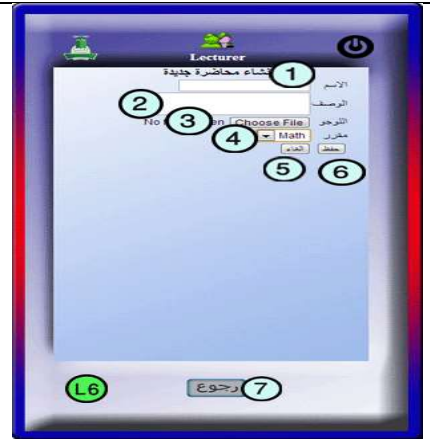 Lecturer
إنشاء محاضرة جديدة
1
الاسم
2
الوصف
اللوجو
Choose File
No
en
3
مقرر
Math
4
حفظ
الغاء
5
6
L6
رجوع
7